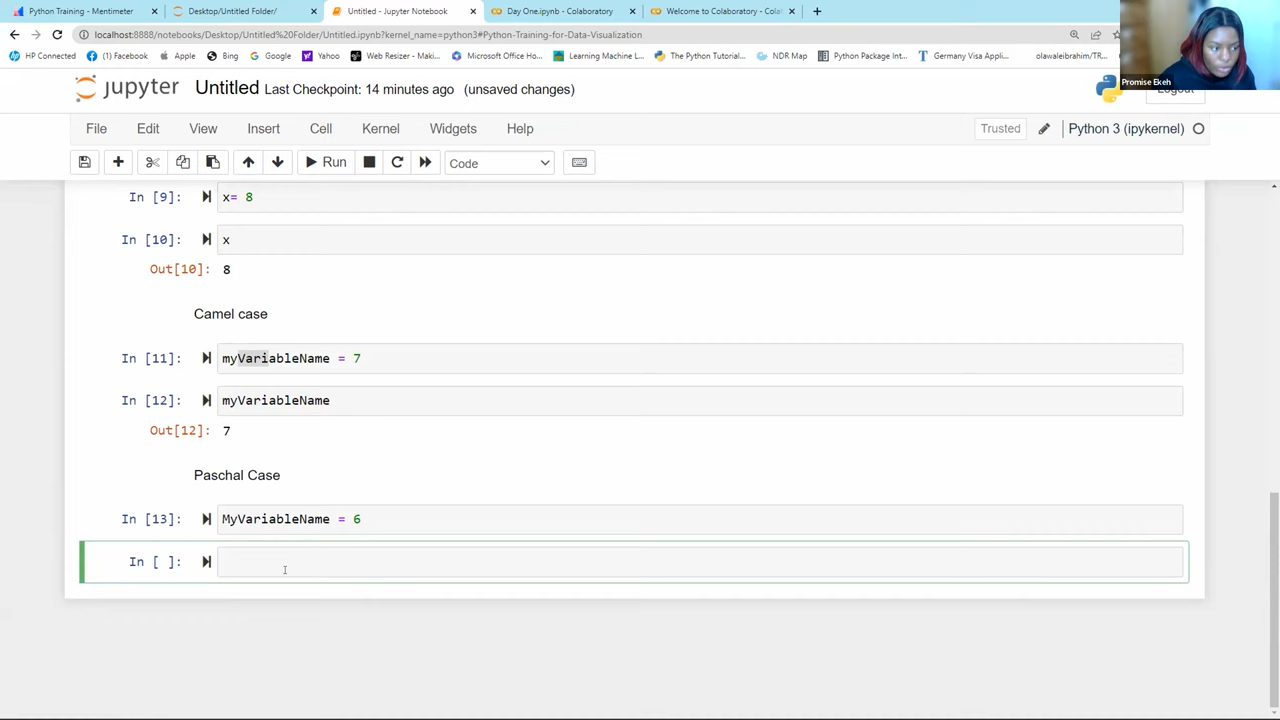 Python Training - Mentimeter
Desktop/Untitled Folder/
Untitled - Jupyter Notebook
Day One.ipynb - Colaboratory
Welcome to Colaboratory - Cola
localhost:8888/notebooks/Desktop/Untitled%20Folder/Untitled.ipynb?kernel_name=python3#Python-Training-for-Data-Visualization
HP Connected
(1) Facebook
Apple
Bing
Google
Yahoo
Web Resizer - Maki...
Microsoft Office Ho...
Learning Machine L...
The Python Tutorial...
NDR Map
Python Package Int...
Germany Visa Appli...
olawaleibrahim/TR...
Promise Ekeh
jupyter Untitled Last Checkpoint: 14 minutes ago (unsaved changes)
Logout
File Edit View Insert Cell Kernel Widgets Help
Trusted
Python 3 (ipykernel)
Run
Code
In [9]: x= 8
In [10]: x
Out[10]: 8
Camel case
In [11]: myVariableName = 7
In [12]: myVariableName
Out[12]: 7
Paschal Case
In [13]: MyVariableName = 6
In [ ]: